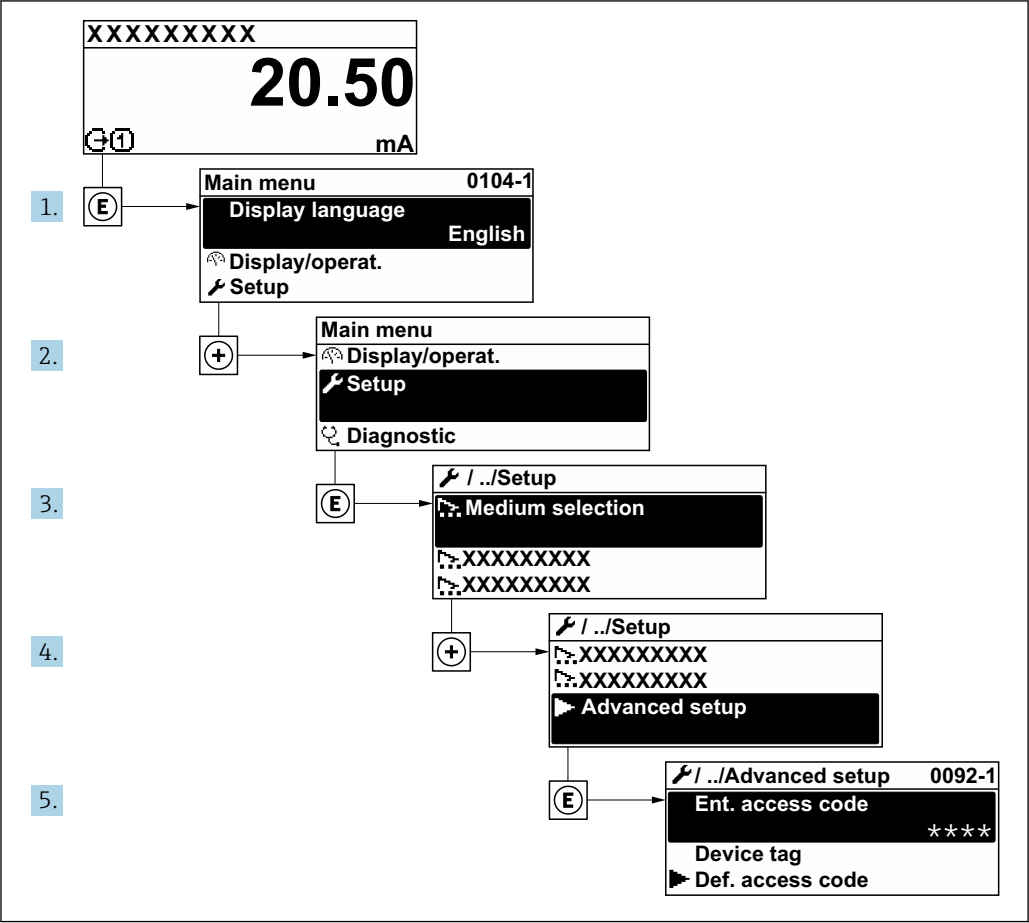 XXXXXXXXX
20.50
1
mA
1.
E
Main menu 0104-1
Display language
English
Display/operat.
Setup
2.
+
Main menu
Display/operat.
Setup
Diagnostic
3.
E
/ ../Setup
Medium selection
XXXXXXXXX
XXXXXXXXX
4.
+
/ ../Setup
XXXXXXXXX
XXXXXXXXX
Advanced setup
5.
E
/ ../Advanced setup 0092-1
Ent. access code
****
Device tag
Def. access code